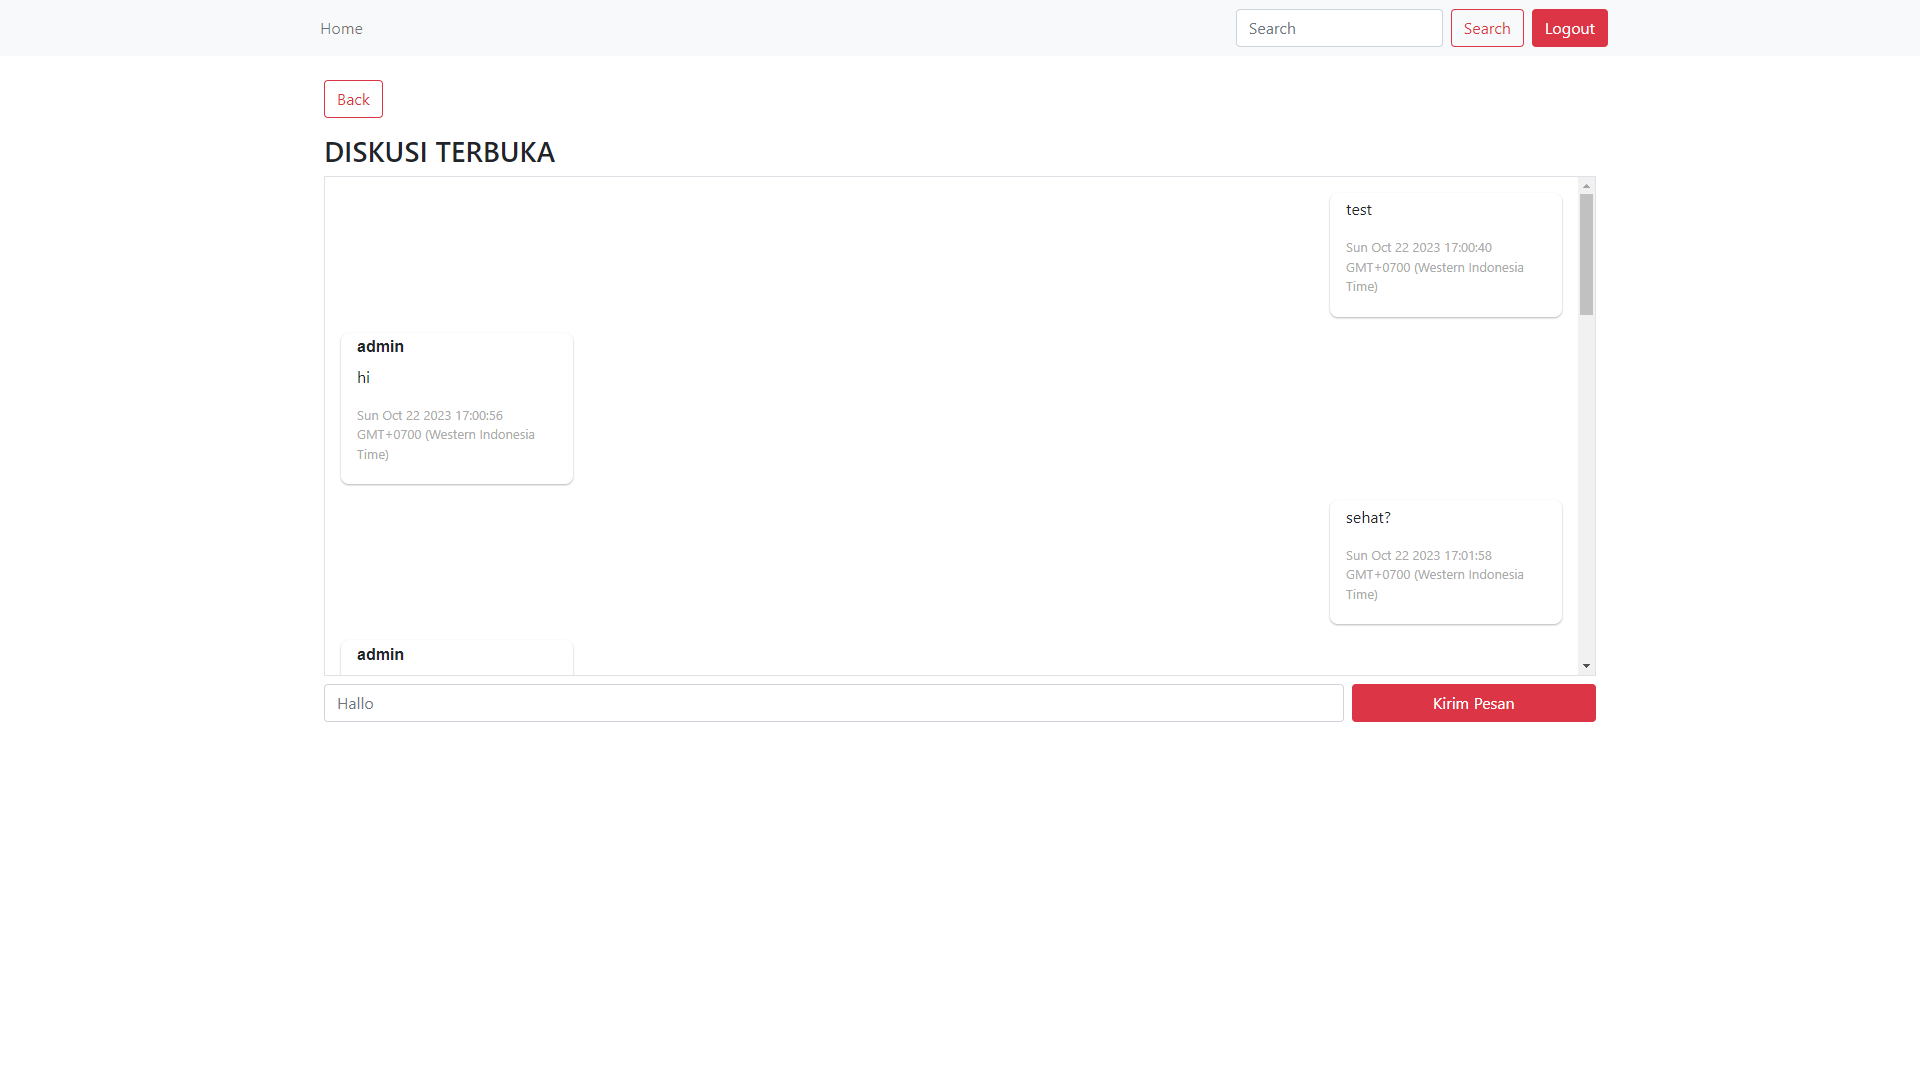 Home
Search
Search
Logout
Back
DISKUSI TERBUKA
test
Sun Oct 22 2023 17:00:40
GMT+0700 (Western Indonesia
Time)
admin
hi
Sun Oct 22 2023 17:00:56
GMT+0700 (Western Indonesia
Time)
sehat?
Sun Oct 22 2023 17:01:58
GMT+0700 (Western Indonesia
Time)
admin
Hallo
Kirim Pesan